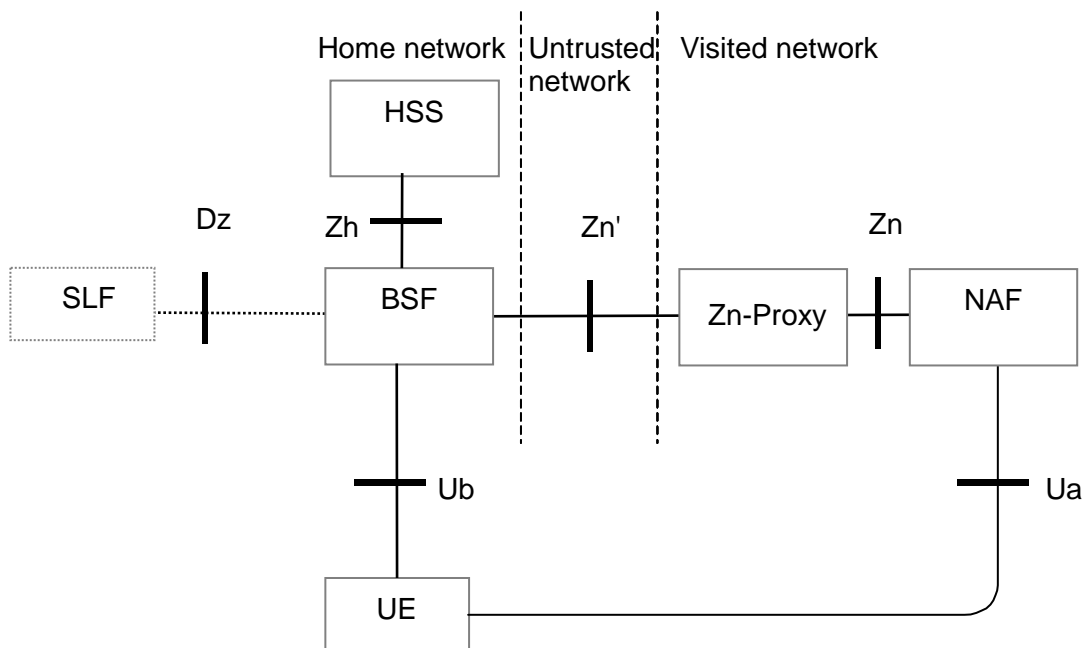 Home network
Untrusted
network
Visited network
HSS
Dz
Zh
Zn'
Zn
SLF
BSF
Zn-Proxy
NAF
Ub
Ua
UE